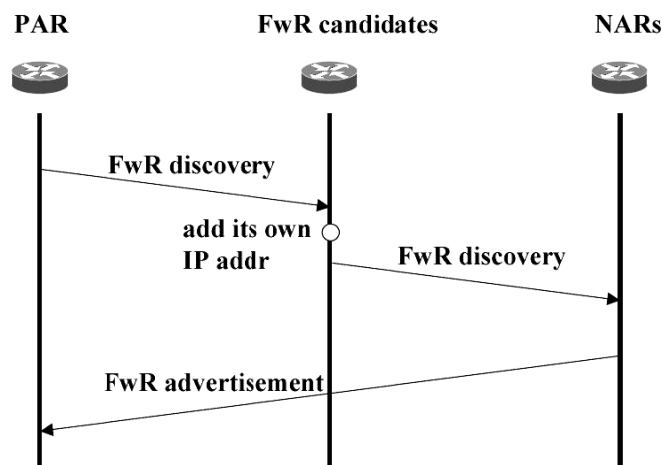 PAR
FwR candidates
NARs
FwR discovery
add its own
IP addr
FwR discovery
FwR advertisement